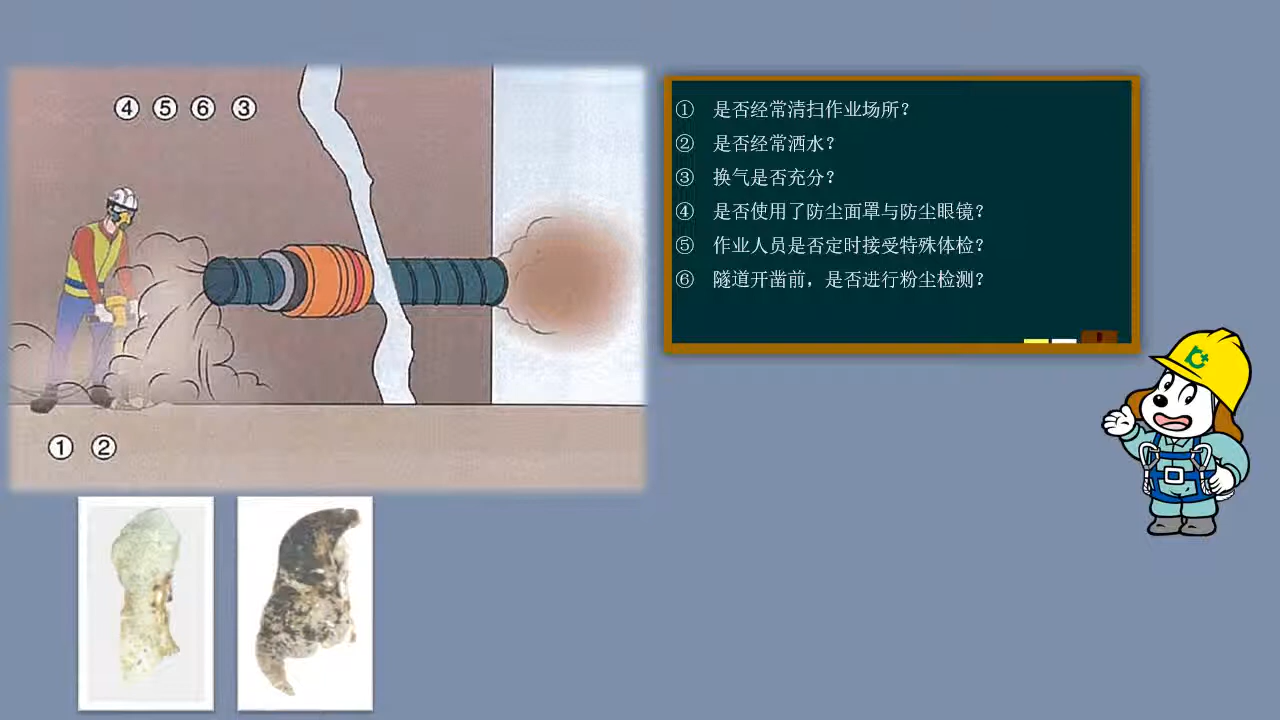 ④ ⑤ ⑥ ③
① ②
① 是否经常清扫作业场所？
② 是否经常洒水？
③ 换气是否充分？
④ 是否使用了防尘面罩与防尘眼镜？
⑤ 作业人员是否定时接受特殊体检？
⑥ 隧道开凿前，是否进行粉尘检测？